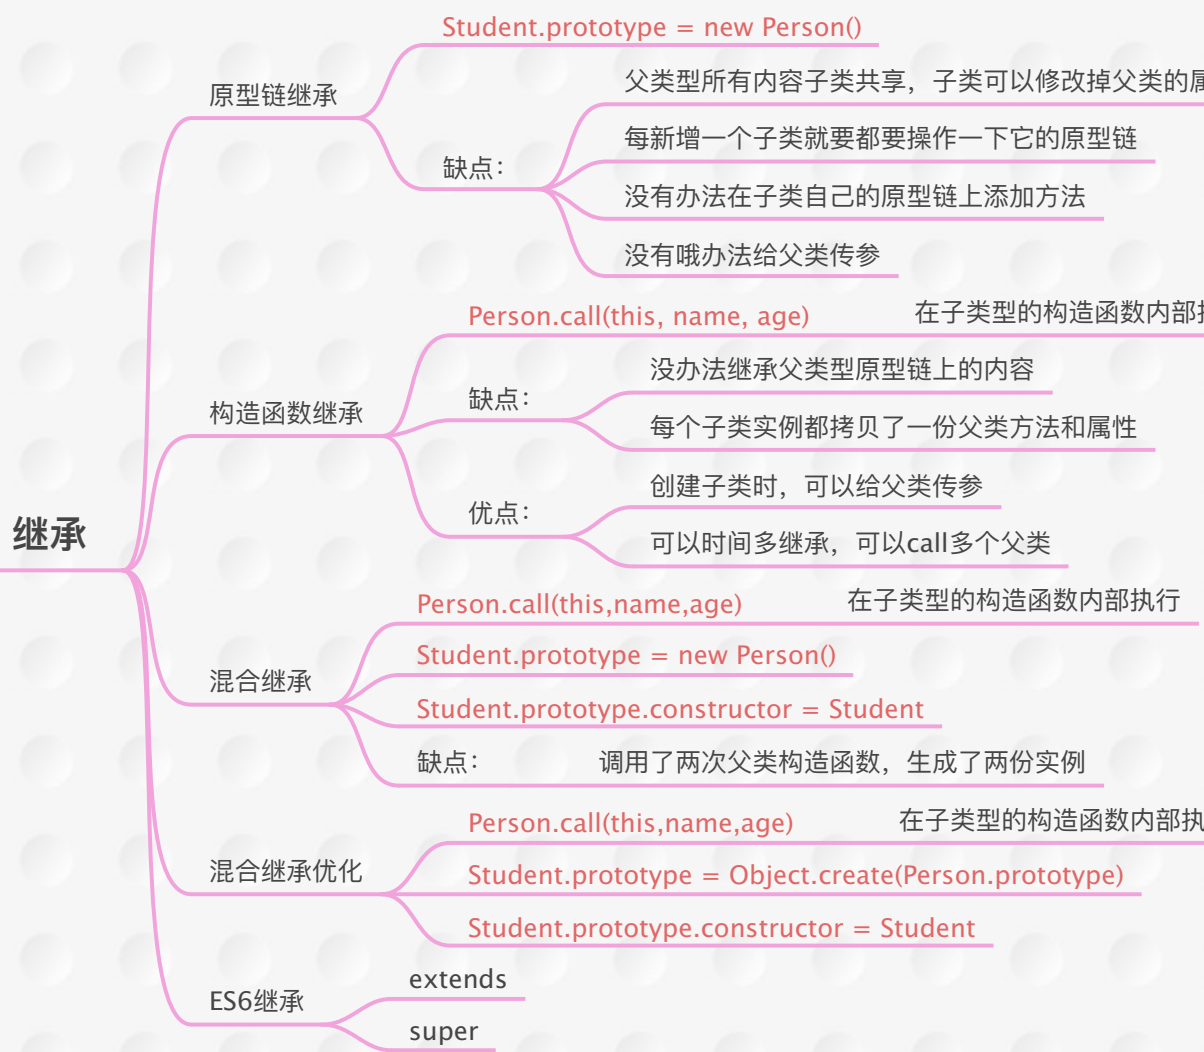 继承
原型链继承
Student.prototype = new Person()
缺点：
父类型所有内容子类共享，子类可以修改掉父类的
每新增一个子类就要都要操作一下它的原型链
没有办法在子类自己的原型链上添加方法
没有哦办法给父类传参
构造函数继承
Person.call(this, name, age) 在子类型的构造函数内部
缺点：
没办法继承父类型原型链上的内容
每个子类实例都拷贝了一份父类方法和属性
优点：
创建子类时，可以给父类传参
可以时间多继承，可以call多个父类
混合继承
Person.call(this,name,age) 在子类型的构造函数内部执行
Student.prototype = new Person()
Student.prototype.constructor = Student
缺点： 调用了两次父类构造函数，生成了两份实例
混合继承优化
Person.call(this,name,age) 在子类型的构造函数内部执
Student.prototype = Object.create(Person.prototype)
Student.prototype.constructor = Student
ES6继承
extends
super